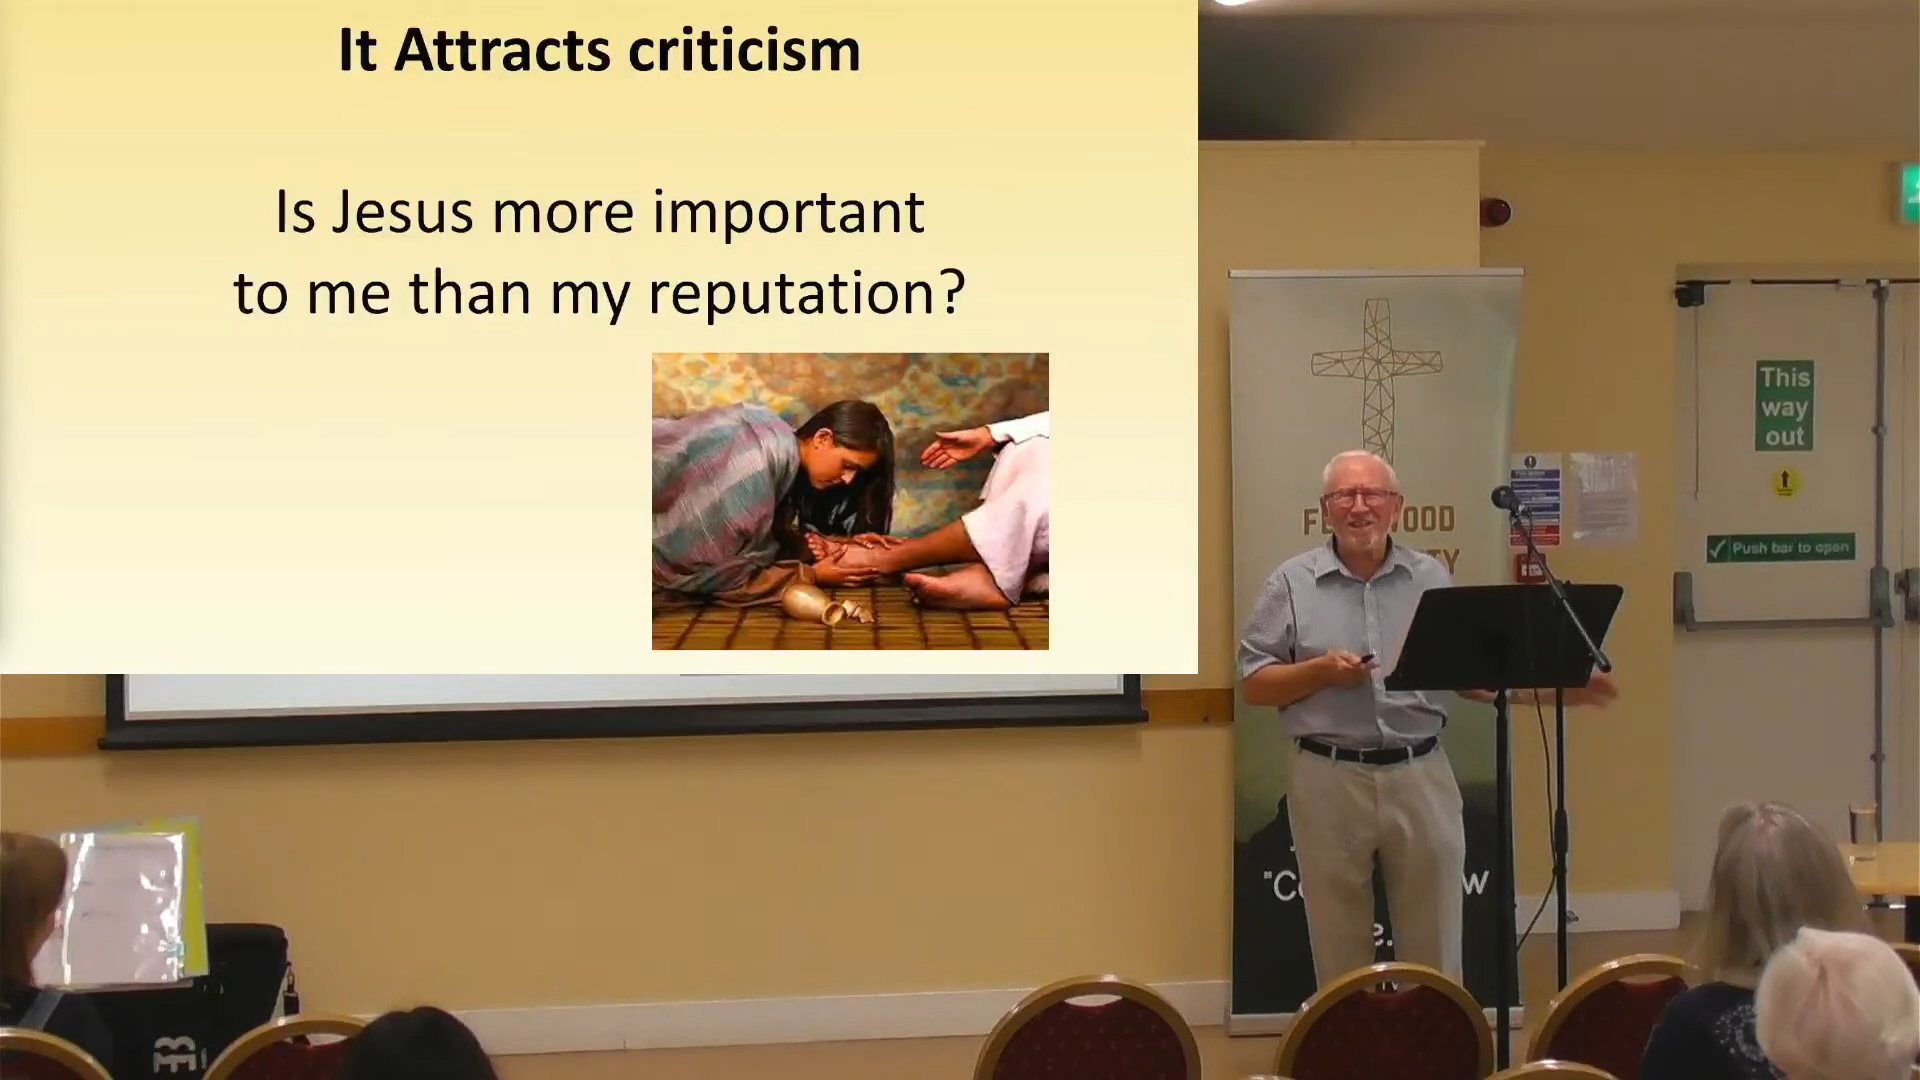 It Attracts criticism
Is Jesus more important
to me than my reputation?
This
way
out
Push bar to open